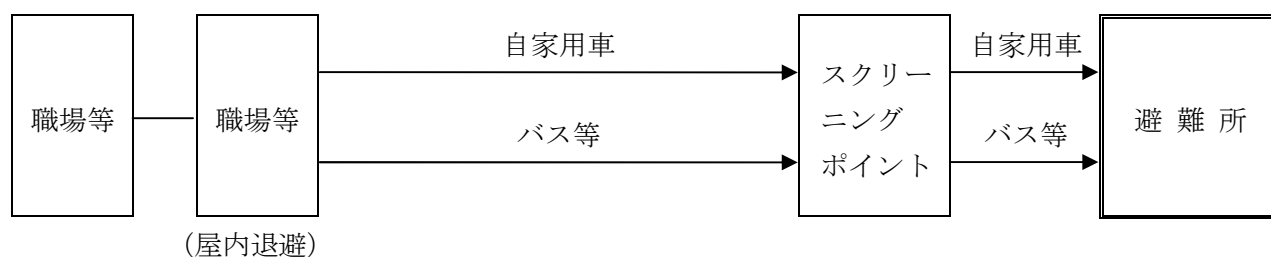 職場等
職場等
(屋内退避)
自家用車
バス等
スクリー
ニング
ポイント
自家用車
バス等
避 難 所